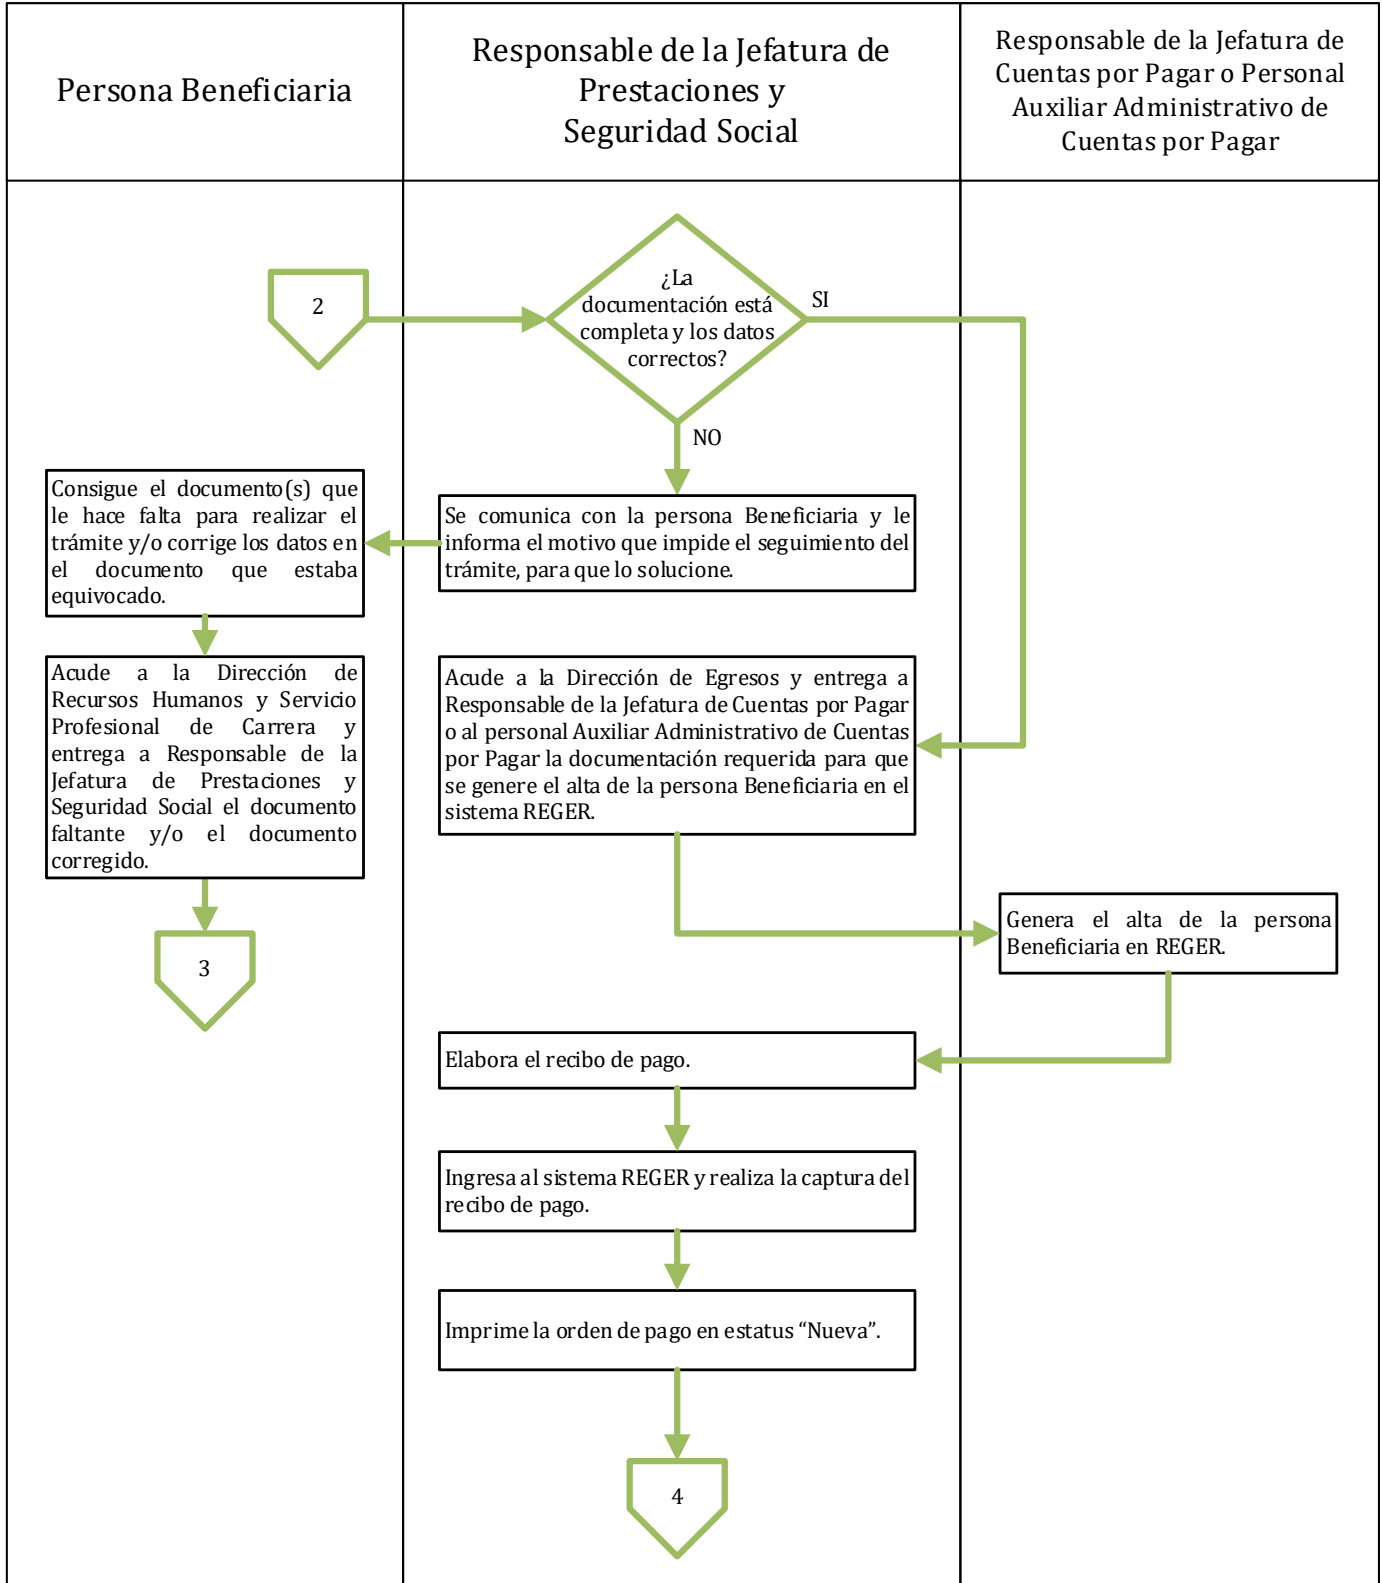 Persona Beneficiaria
Responsable de la Jefatura de
Prestaciones y
Seguridad Social
Responsable de la Jefatura de
Cuentas por Pagar o Personal
Auxiliar Administrativo de
Cuentas por Pagar
2
¿La
documentación está
completa y los datos
correctos?
SI
NO
Se comunica con la persona Beneficiaria y le
informa el motivo que impide el seguimiento del
trámite, para que lo solucione.
Consigue el documento(s) que
le hace falta para realizar el
trámite y/o corrige los datos en
el documento que estaba
equivocado.
Acude a la Dirección de
Recursos Humanos y Servicio
Profesional de Carrera y
entrega a Responsable de la
Jefatura de Prestaciones y
Seguridad Social el documento
faltante y/o el documento
corregido.
3
Acude a la Dirección de Egresos y entrega a
Responsable de la Jefatura de Cuentas por Pagar
o al personal Auxiliar Administrativo de Cuentas
por Pagar la documentación requerida para que
se genere el alta de la persona Beneficiaria en el
sistema REGER.
Genera el alta de la persona
Beneficiaria en REGER.
Elabora el recibo de pago.
Ingresa al sistema REGER y realiza la captura del
recibo de pago.
Imprime la orden de pago en estatus “Nueva”.
4